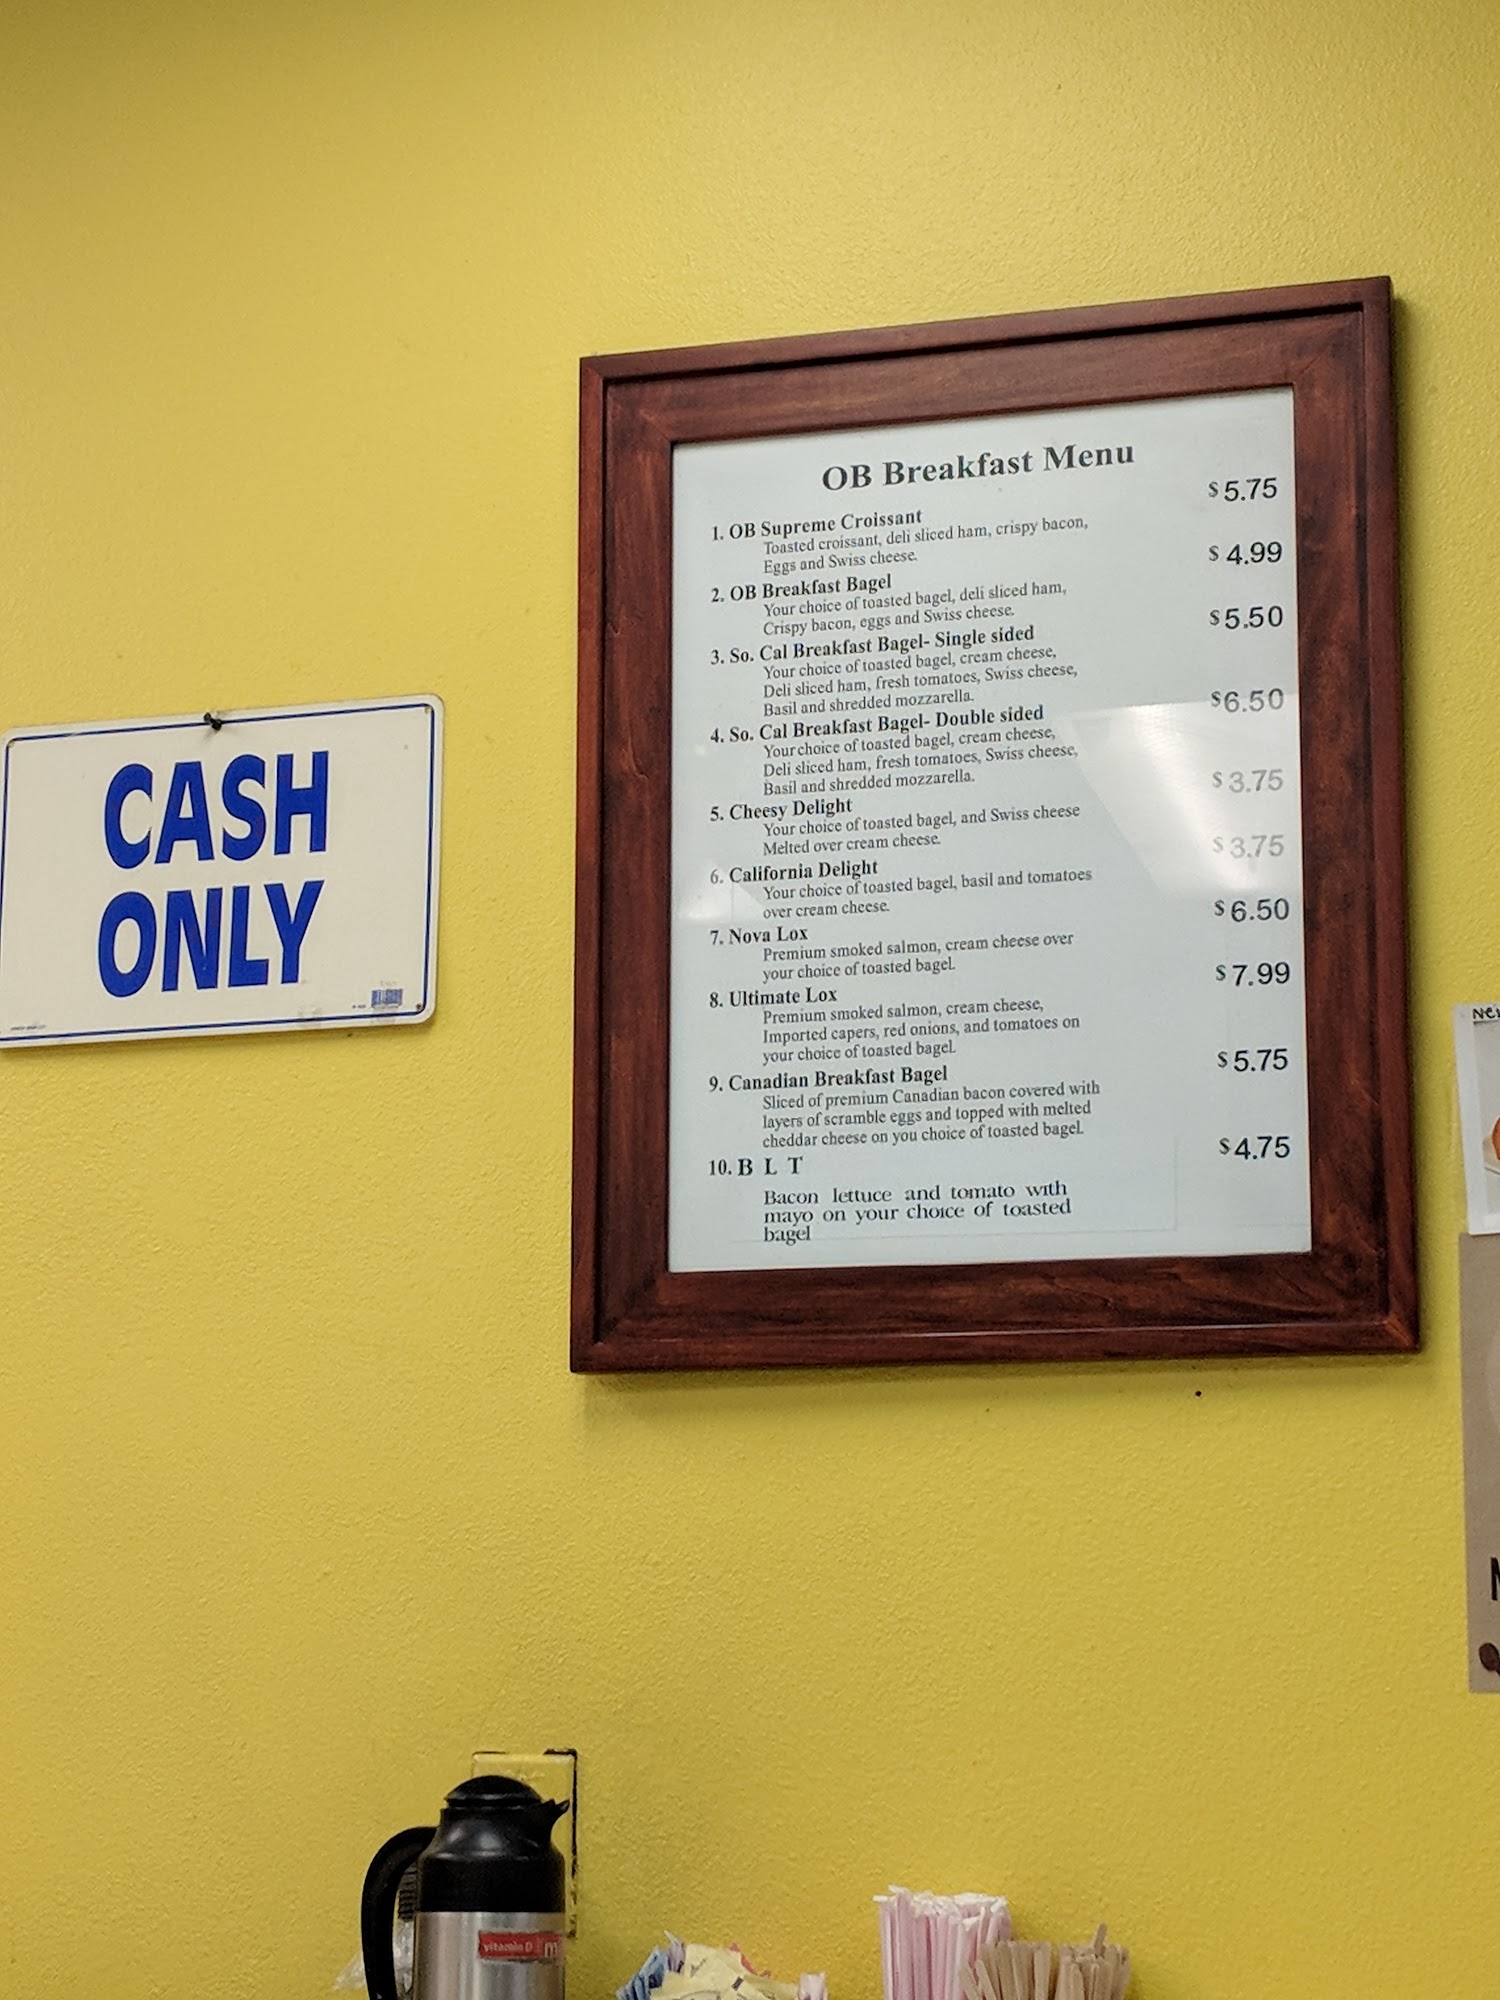 CASH
ONLY
OB Breakfast Menu
1. OB Supreme Croissant $5.75
Toasted croissant, deli sliced ham, crispy bacon,
Eggs and Swiss cheese.
2. OB Breakfast Bagel $4.99
Your choice of toasted bagel, deli sliced ham,
Crispy bacon, eggs and Swiss cheese.
3. So. Cal Breakfast Bagel- Single sided $5.50
Your choice of toasted bagel, cream cheese,
Deli sliced ham, fresh tomatoes, Swiss cheese,
Basil and shredded mozzarella.
4. So. Cal Breakfast Bagel- Double sided $6.50
Your choice of toasted bagel, cream cheese,
Deli sliced ham, fresh tomatoes, Swiss cheese,
Basil and shredded mozzarella.
5. Cheesy Delight $3.75
Your choice of toasted bagel, and Swiss cheese
Melted over cream cheese.
6. California Delight $3.75
Your choice of toasted bagel, basil and tomatoes
over cream cheese.
7. Nova Lox $6.50
Premium smoked salmon, cream cheese over
your choice of toasted bagel.
8. Ultimate Lox $7.99
Premium smoked salmon, cream cheese,
Imported capers, red onions, and tomatoes on
your choice of toasted bagel.
9. Canadian Breakfast Bagel $5.75
Sliced of premium Canadian bacon covered with
layers of scramble eggs and topped with melted
cheddar cheese on you choice of toasted bagel.
10. B L T $4.75
Bacon lettuce and tomato with
mayo on your choice of toasted
bagel
vitamin D